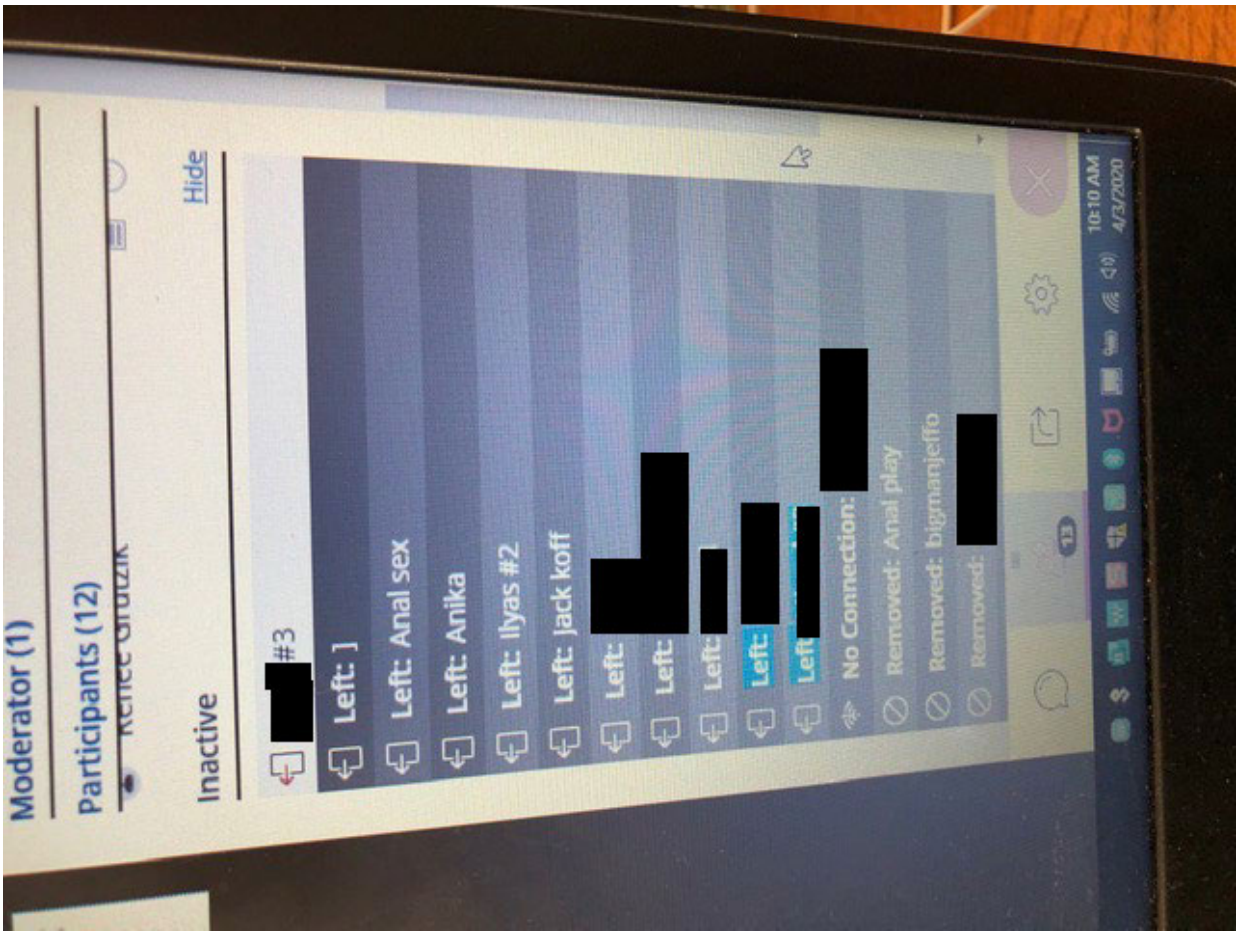 Moderator (1)
Participants (12)
Inactive
Hide
#3
Left: ]
Left: Anal sex
Left: Anika
Left: Ilyas #2
Left: Jack koff
Left:
Left:
Left:
Left:
Left:
No Connection:
Removed: Anal play
Removed: bigmanjeffo
Removed:
13
10:10 AM
4/3/2020